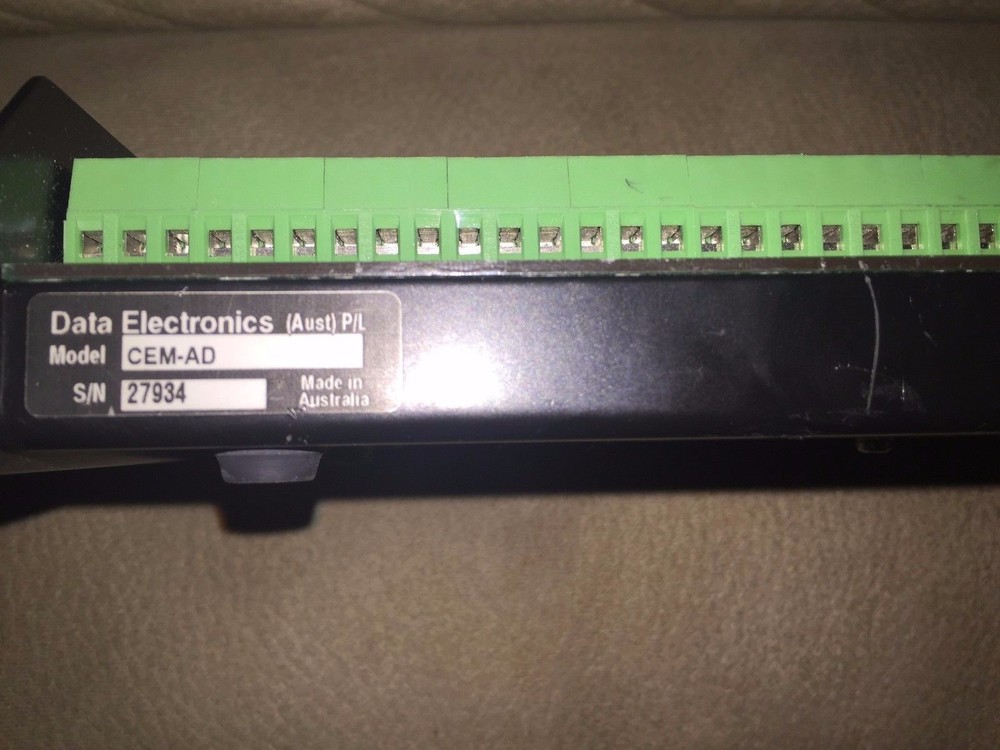 Data Electronics (Aust) P/L
Model CEM-AD
S/N 27934 Made in
Australia